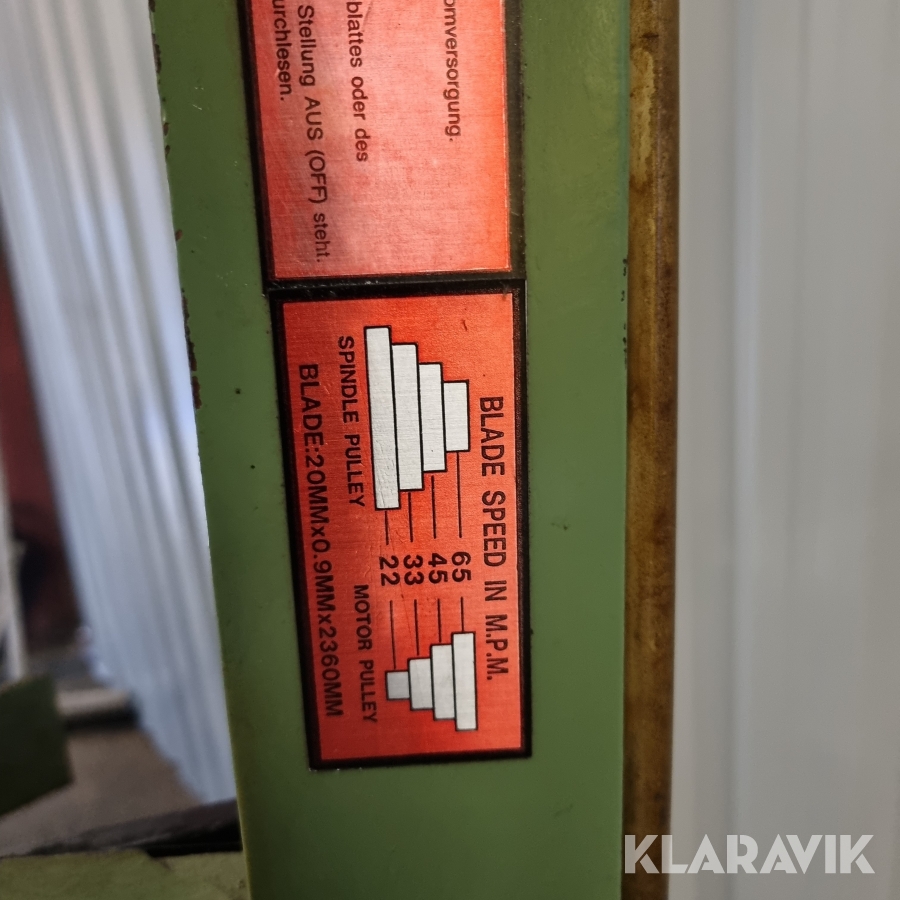 omversorgung.
blattes oder des
Stellung AUS (OFF) steht.
urchlesen.
BLADE SPEED IN M.P.M.
65
45
33
22
SPINDLE PULLEY
MOTOR PULLEY
BLADE:20MMx0.9MMx2360MM
KLARAVIK